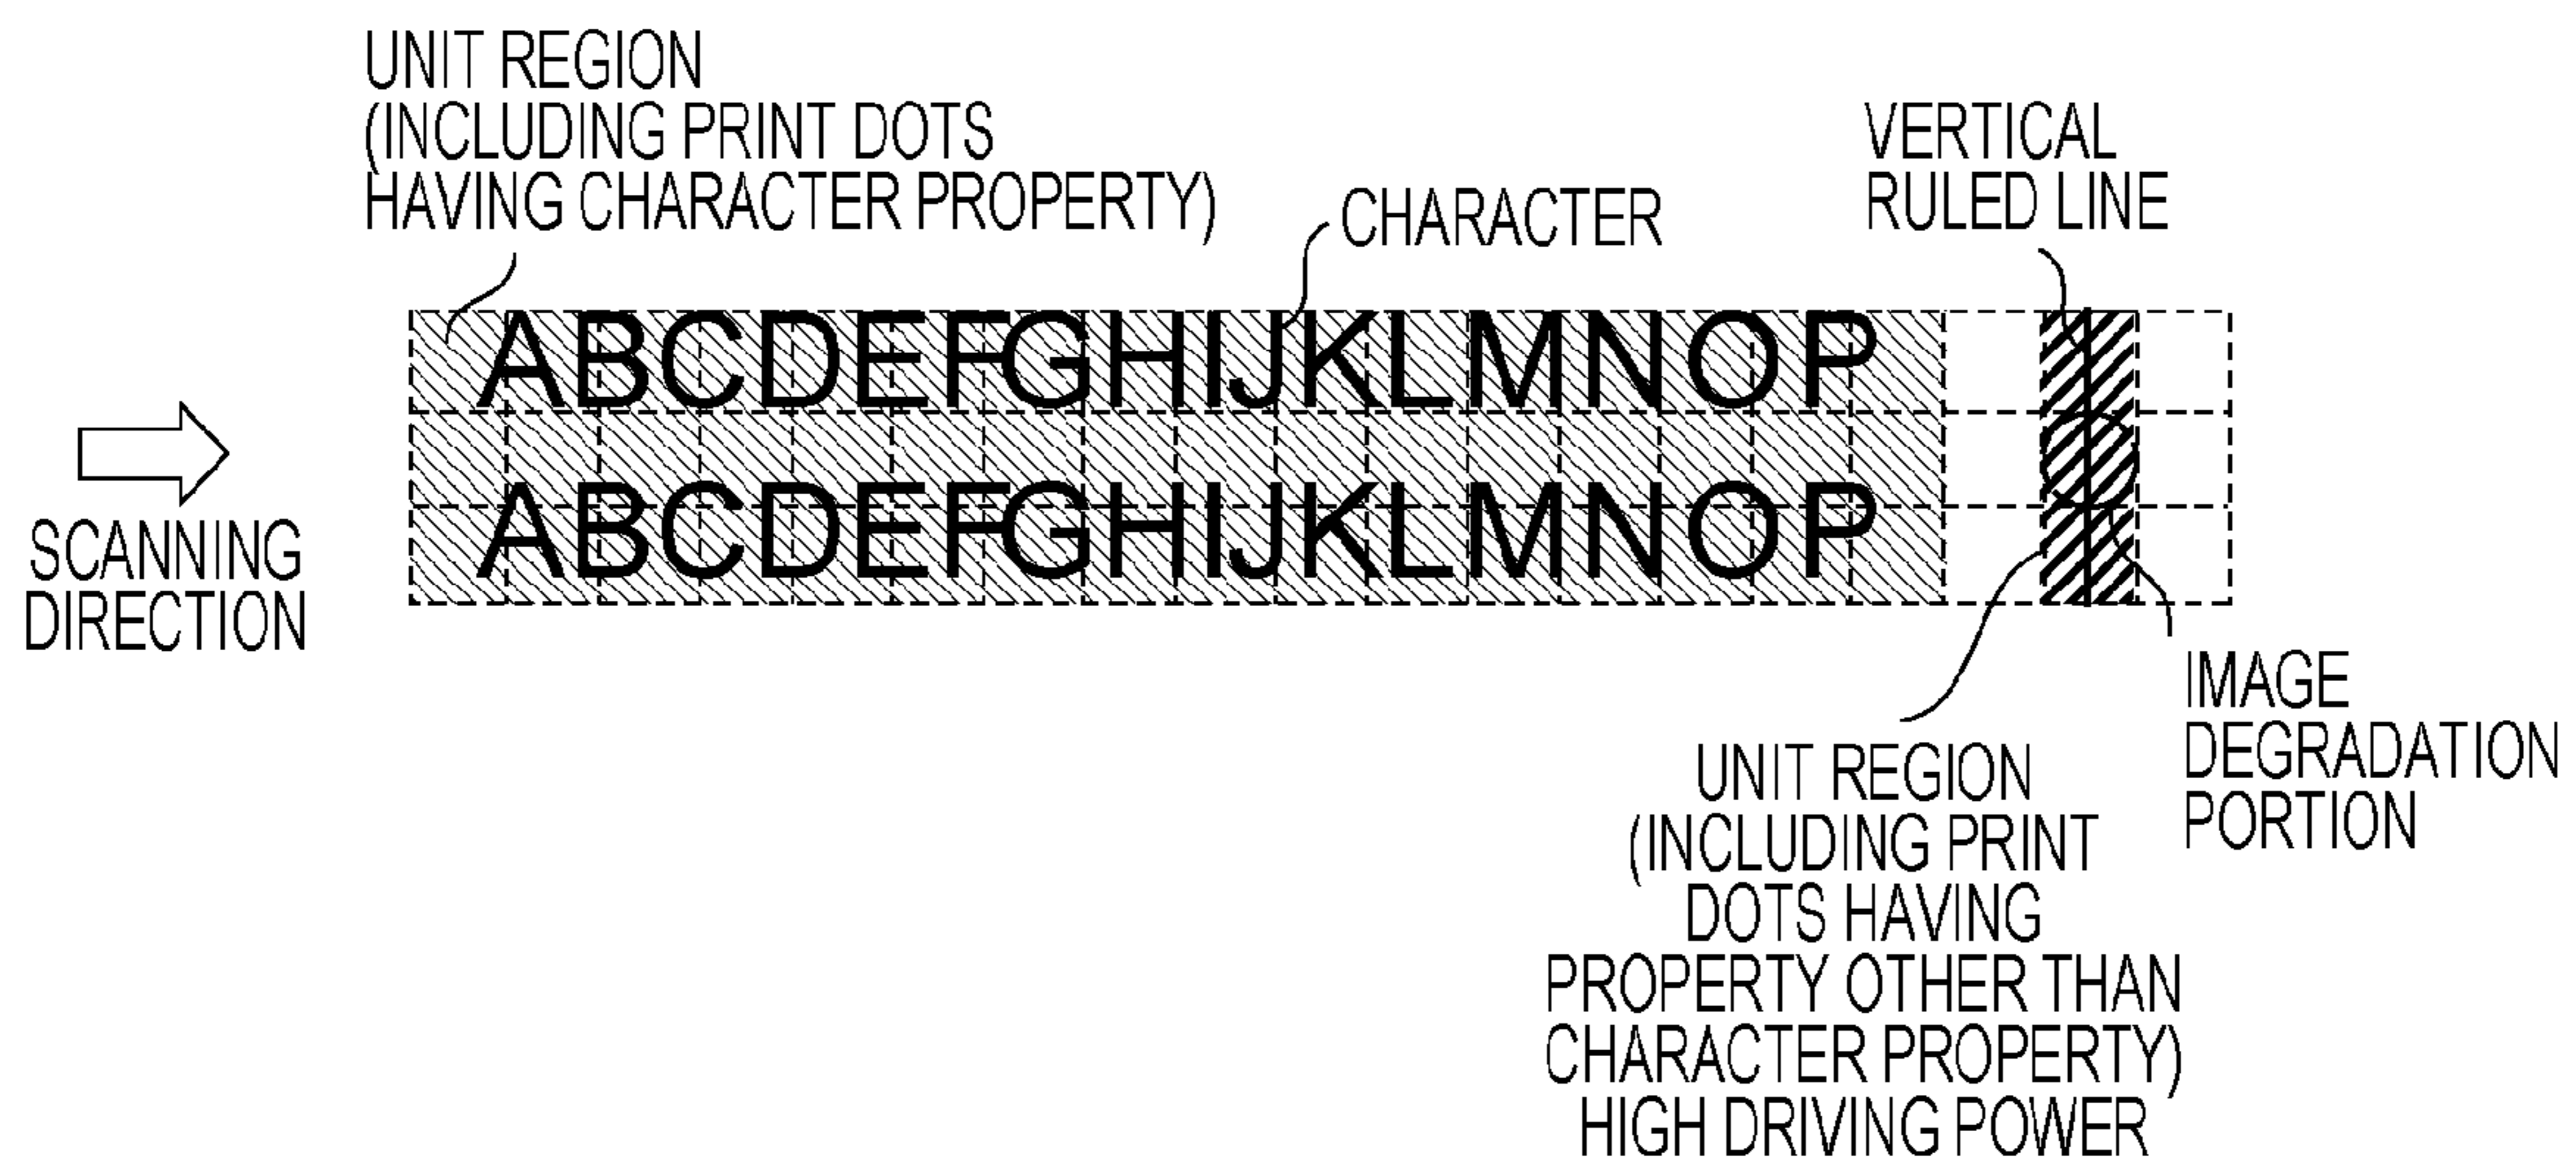 UNIT REGION
(INCLUDING PRINT DOTS
HAVING CHARACTER PROPERTY)
CHARACTER
VERTICAL
RULED LINE
ABCDEFGHIJKLMNOP
ABCDEFGHIJKLMNOP
SCANNING
DIRECTION
IMAGE
DEGRADATION
PORTION
UNIT REGION
(INCLUDING PRINT
DOTS HAVING
PROPERTY OTHER THAN
CHARACTER PROPERTY)
HIGH DRIVING POWER